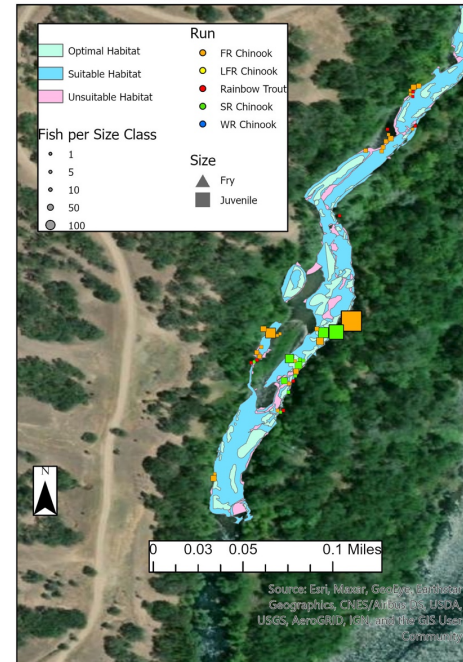 Optimal Habitat
Suitable Habitat
Unsuitable Habitat
Fish per Size Class
1
5
10
50
100
Run
FR Chinook
LFR Chinook
Rainbow Trout
SR Chinook
WR Chinook
Size
Fry
Juvenile
N
0 0.03 0.05 0.1 Miles
Source: Esri, Maxar, GeoEye, Earthstar
Geographics, CNES/Airbus DS, USDA,
USGS, AeroGRID, IGN, and the GIS User
Community